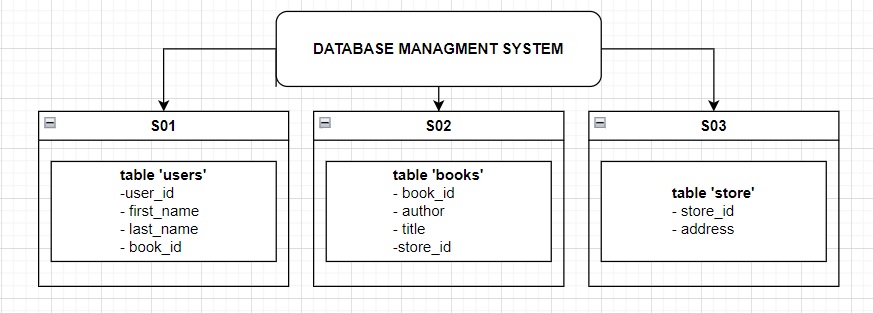 DATABASE MANAGMENT SYSTEM
S01
table 'users'
-user_id
- first_name
- last_name
- book_id
S02
table 'books'
- book_id
- author
- title
-store_id
S03
table 'store'
- store_id
- address